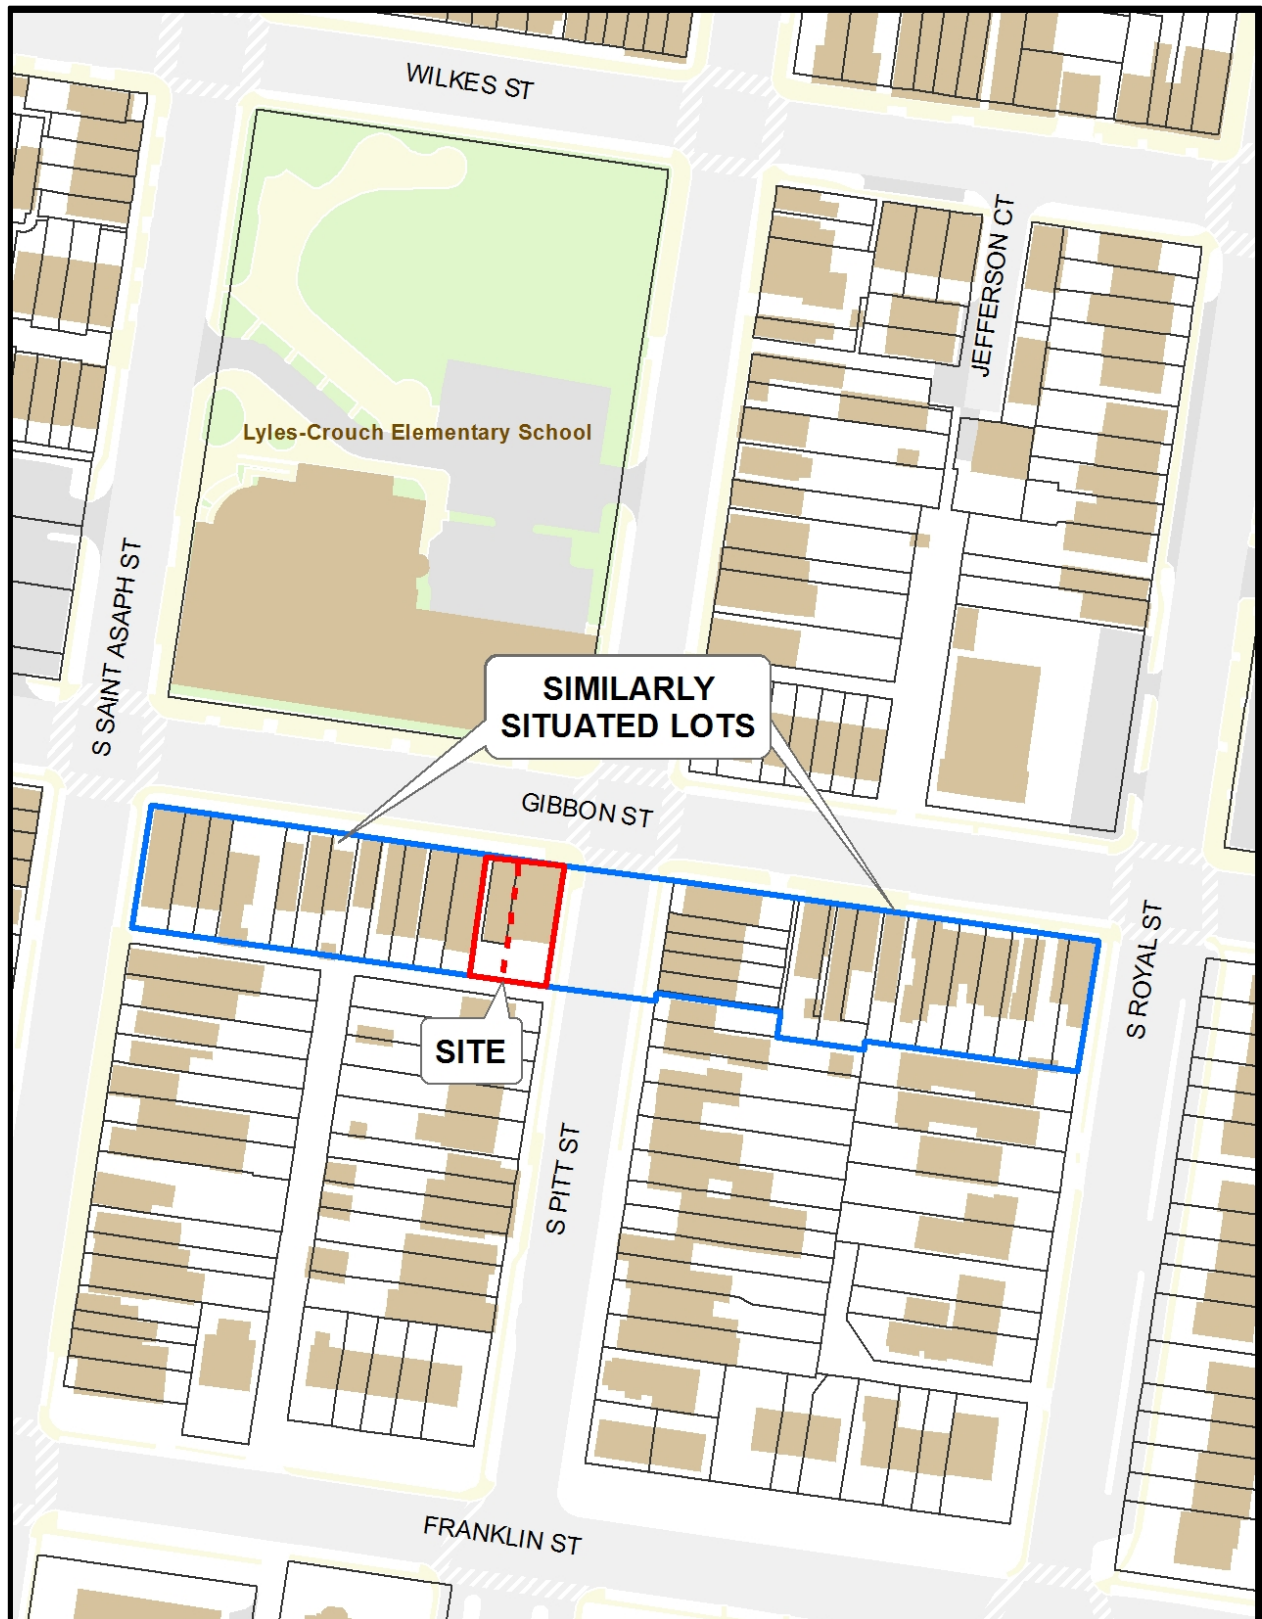 WILKES ST
JEFFERSON CT
Lyles-Crouch Elementary School
S SAINT ASAPH ST
SIMILARLY
SITUATED LOTS
GIBBON ST
S ROYAL ST
SITE
S PITT ST
FRANKLIN ST